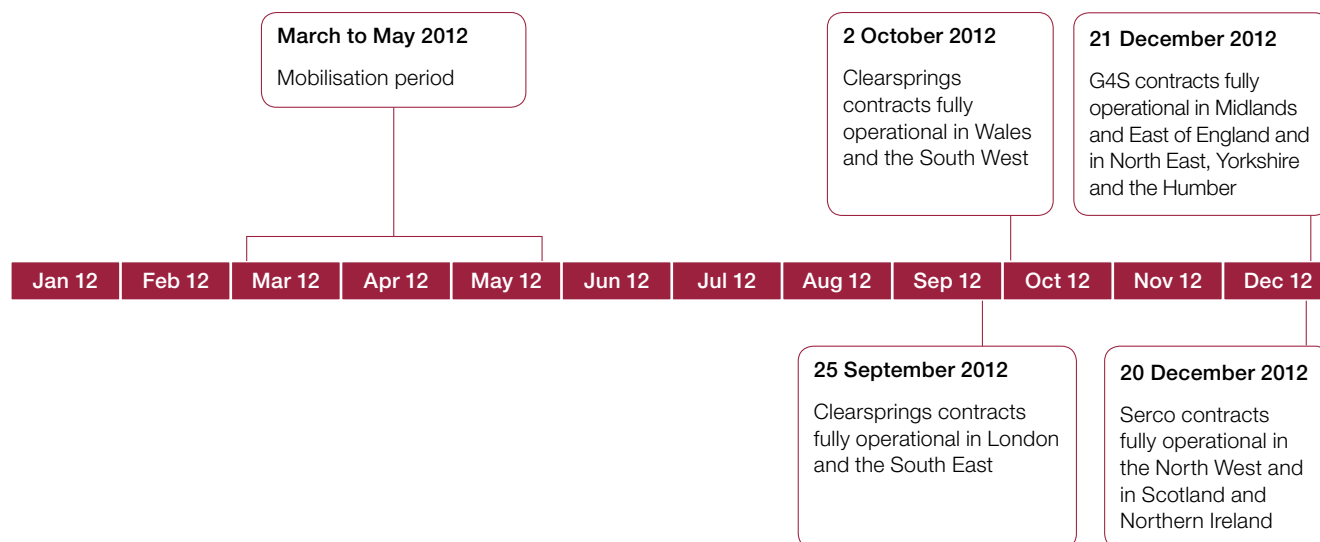 March to May 2012
Mobilisation period
2 October 2012
Clearsprings
contracts fully
operational in Wales
and the South West
21 December 2012
G4S contracts fully
operational in Midlands
and East of England and
in North East, Yorkshire
and the Humber
Jan 12 Feb 12 Mar 12 Apr 12 May 12 Jun 12 Jul 12 Aug 12 Sep 12 Oct 12 Nov 12 Dec 12
25 September 2012
Clearsprings contracts
fully operational in London
and the South East
20 December 2012
Serco contracts
fully operational in
the North West and
in Scotland and
Northern Ireland